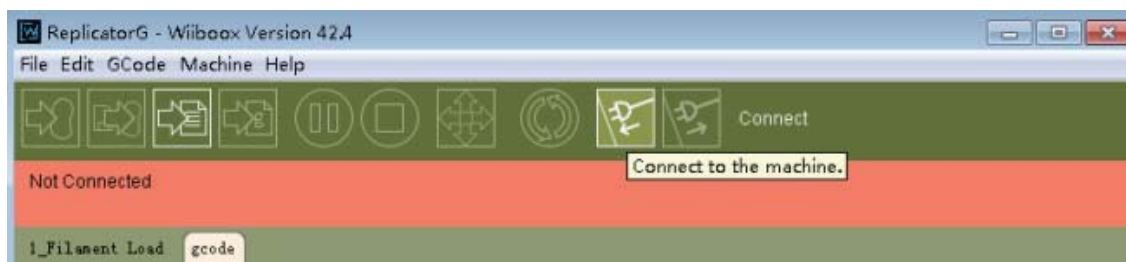 ReplicatorG - Wiiboox Version 42.4
File Edit GCode Machine Help
Connect
Connect to the machine.
Not Connected
1_Filament Load gcode